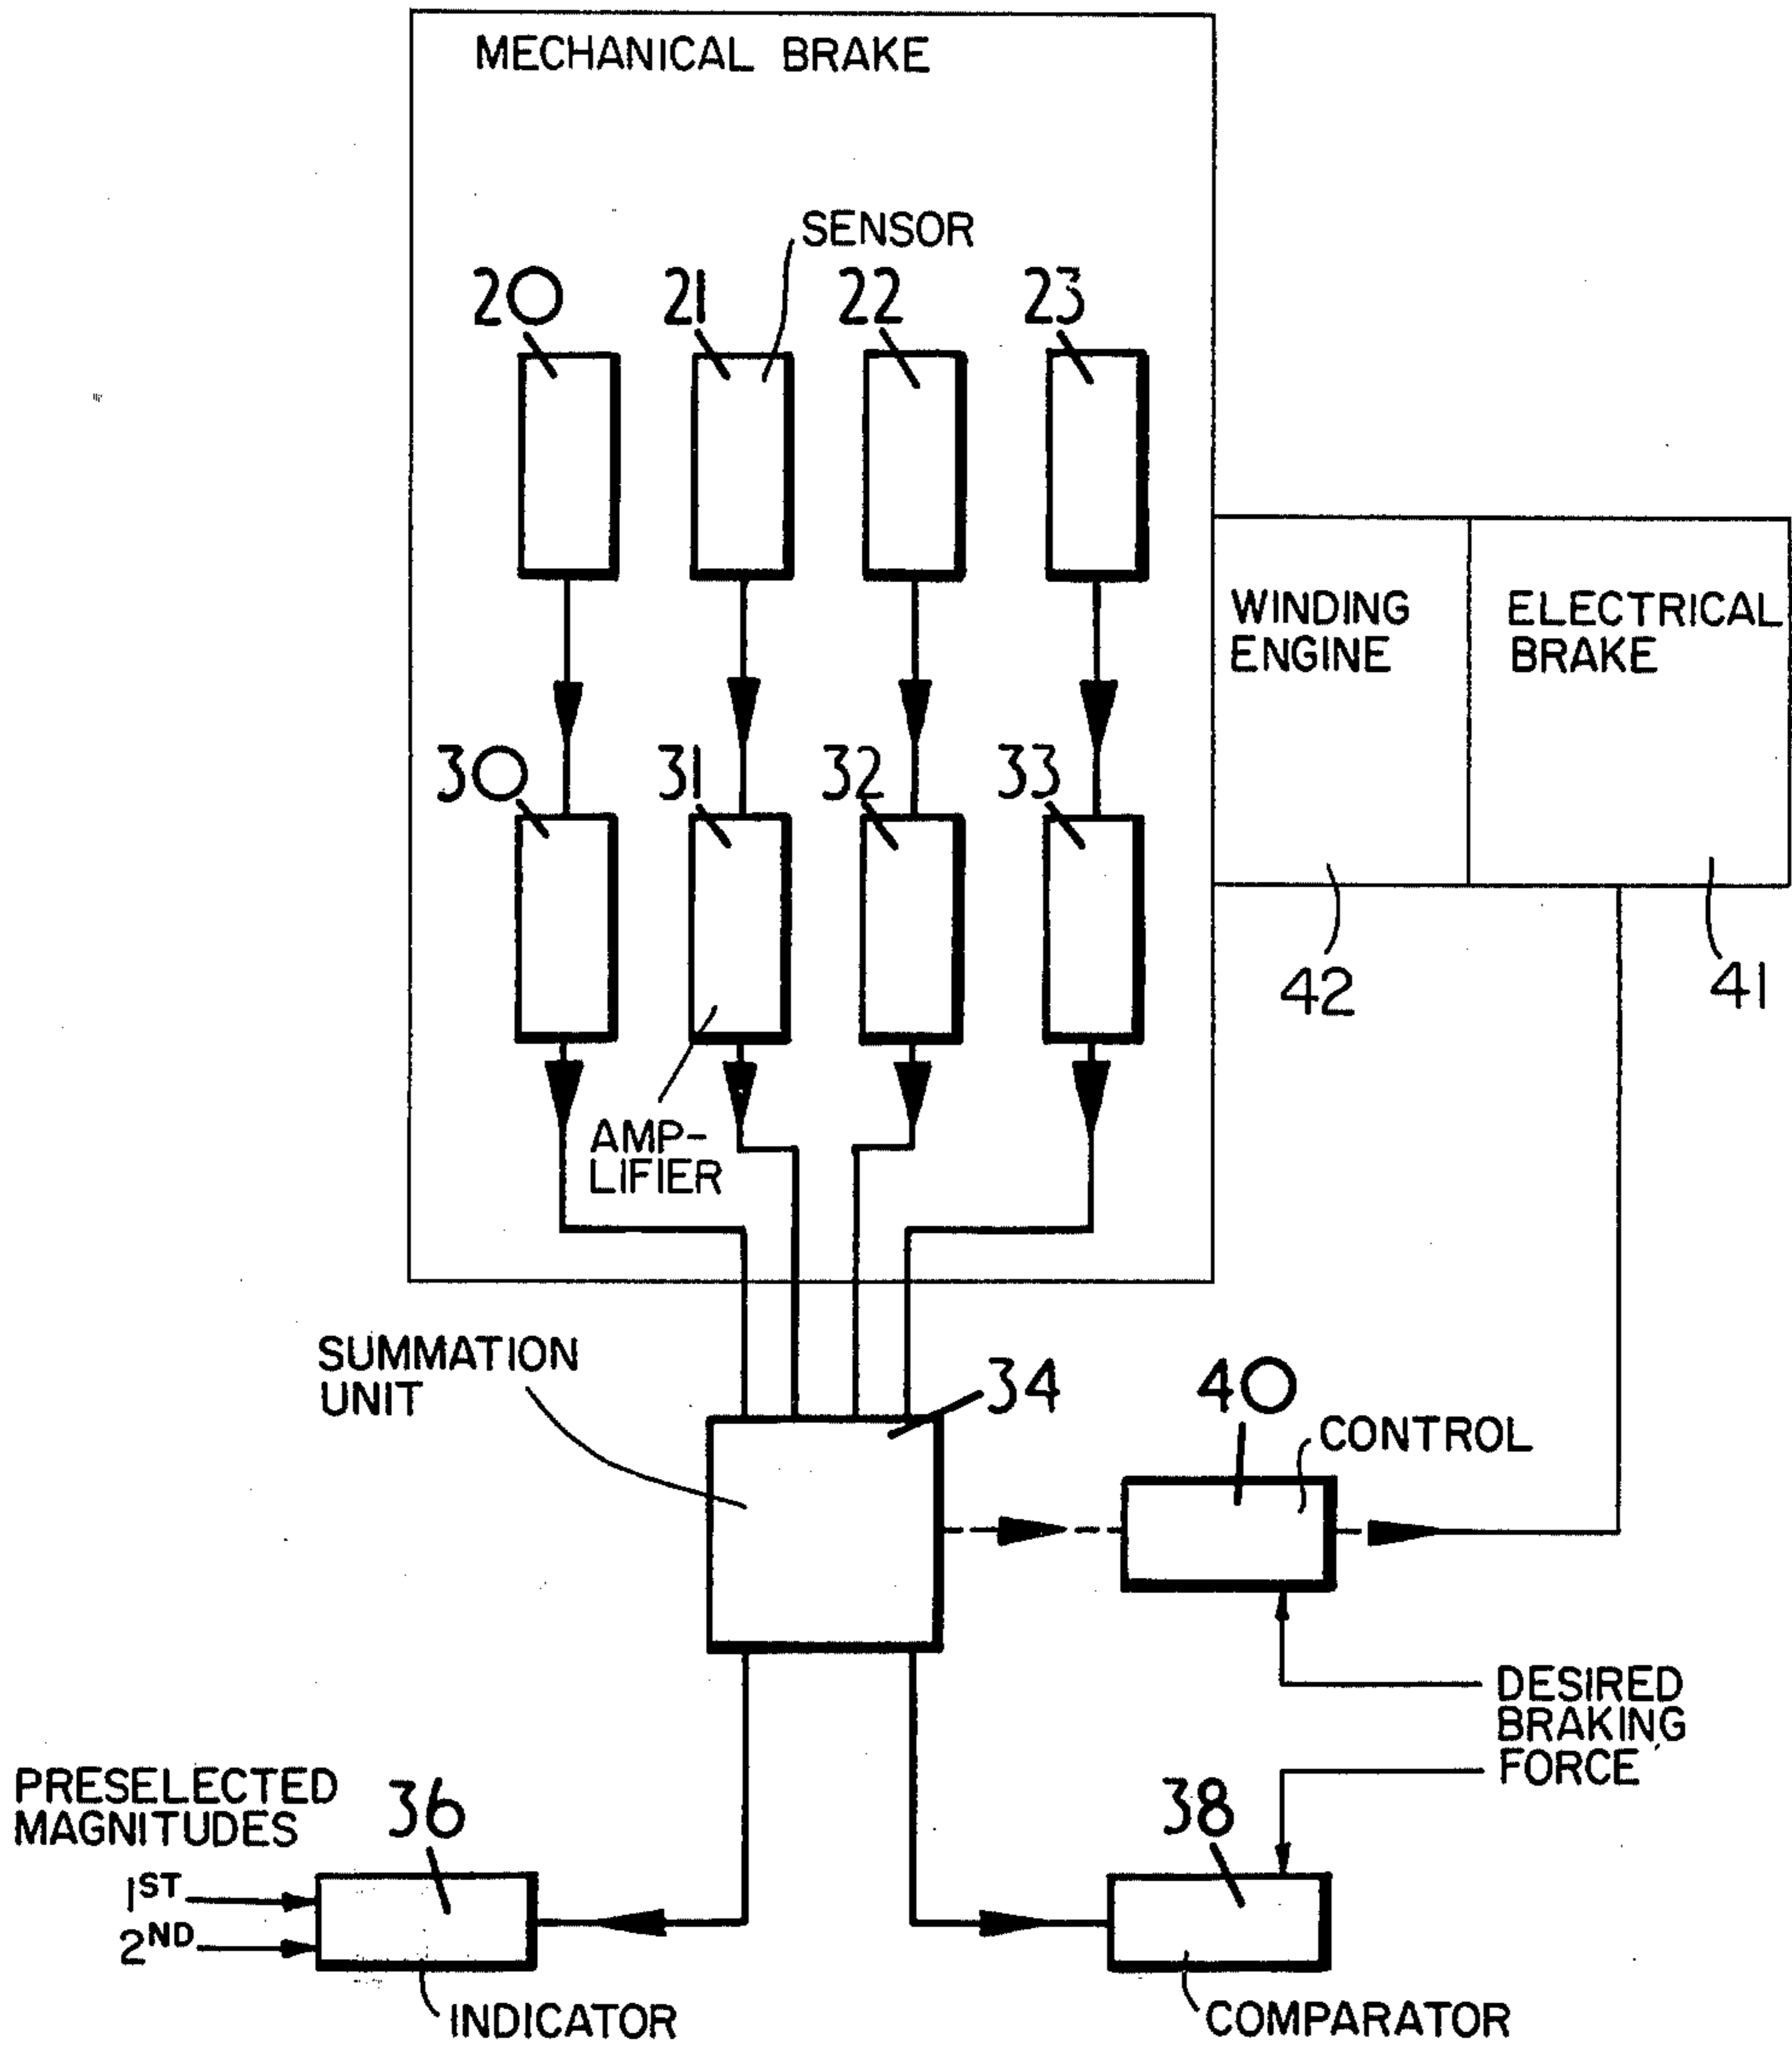 MECHANICAL BRAKE
SENSOR
20 21 22 23
WINDING
ENGINE
ELECTRICAL
BRAKE
30 31 32 33
42 41
AMP-
LIFIER
SUMMATION
UNIT
34
40
CONTROL
DESIRED
BRAKING
FORCE
PRESELECTED
MAGNITUDES
36
38
1ST
2ND
INDICATOR
COMPARATOR